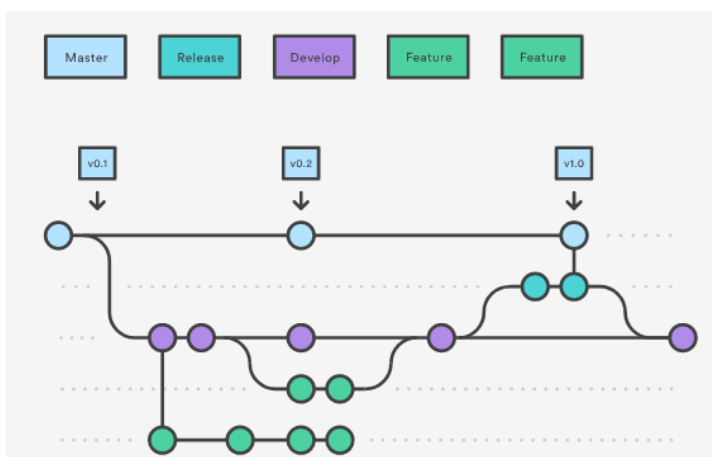 Master
Release
Develop
Feature
Feature
v0.1
v0.2
v1.0